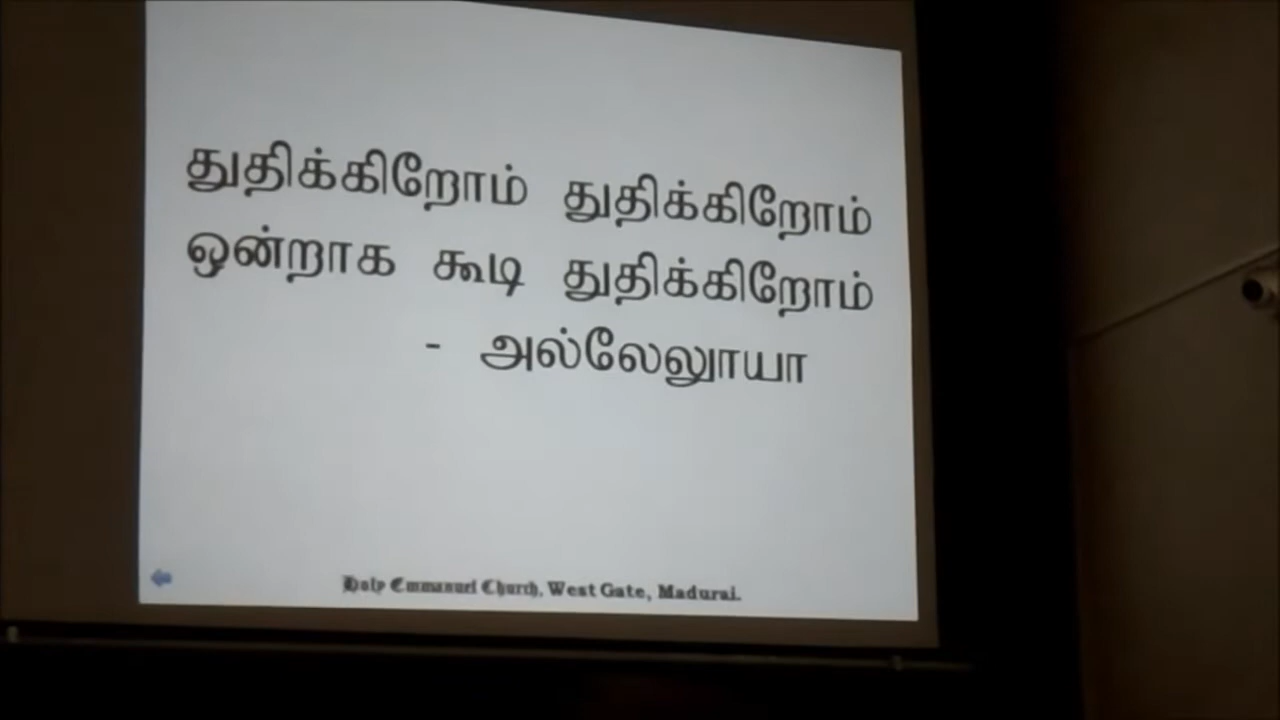 துதிக்கிறோம் துதிக்கிறோம்
ஒன்றாக கூடி துதிக்கிறோம்
- அல்லேலூயா
Holy Emmanuel Church, West Gate, Madurai.